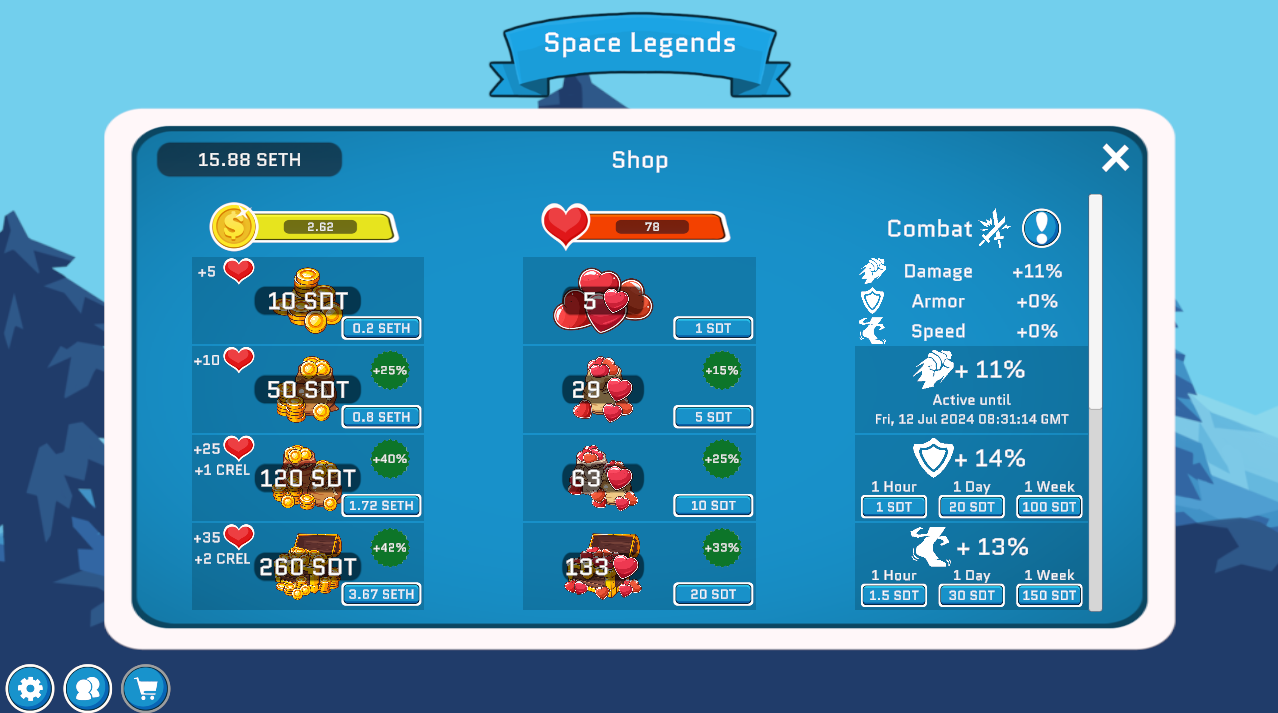 Space Legends
15.88 SETH
Shop
2.62
78
+5
10 SDT
0.2 SETH
+10
50 SDT
+25%
0.8 SETH
+25
+1 CREL
120 SDT
+40%
1.72 SETH
+35
+2 CREL
260 SDT
+42%
3.67 SETH
5
1 SDT
29
+15%
5 SDT
63
+25%
10 SDT
133
+33%
20 SDT
Combat
Damage +11%
Armor +0%
Speed +0%
+ 11%
Active until
Fri, 12 Jul 2024 08:31:14 GMT
+ 14%
1 Hour 1 Day 1 Week
1 SDT 20 SDT 100 SDT
+ 13%
1 Hour 1 Day 1 Week
1.5 SDT 30 SDT 150 SDT